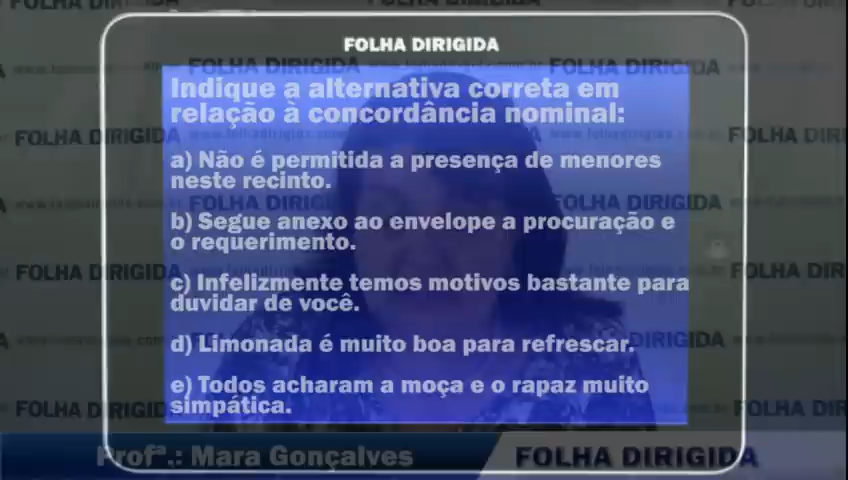 FOLHA DIRIGIDA
Indique a alternativa correta em
relação à concordância nominal:
a) Não é permitida a presença de menores
neste recinto.
b) Segue anexo ao envelope a procuração e
o requerimento.
c) Infelizmente temos motivos bastante para
duvidar de você.
d) Limonada é muito boa para refrescar.
e) Todos acharam a moça e o rapaz muito
simpática.
Profª.: Mara Gonçalves
FOLHA DIRIGIDA